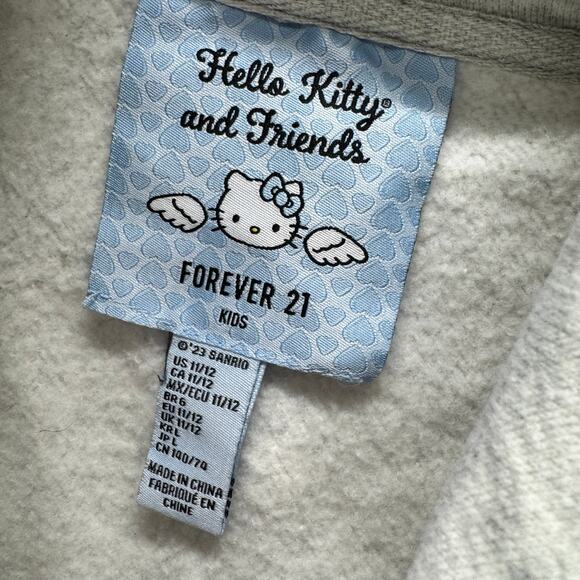 Hello Kitty®
and Friends
FOREVER 21
KIDS
©'23 SANRIO
US 11/12
CA 11/12
MX/ECU 11/12
BR 6
EU 11/12
UK 11/12
KR L
JP L
CN 140/74
MADE IN CHINA
FABRIQUÉ EN
CHINE